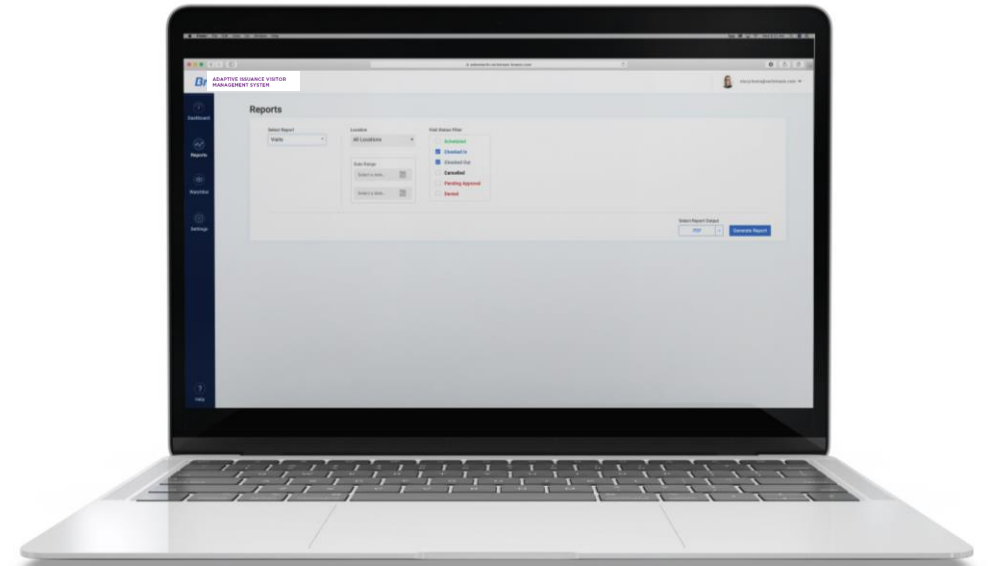 Br
ADAPTIVE ISSUANCE VISITOR
MANAGEMENT SYSTEM
Dashboard
Reports
Watchlist
Settings
Help
Reports
Select Report
Visits
Location
All Locations
Date Range
Select a date...
Select a date...
Visit Status Filter
Scheduled
Checked In
Checked Out
Cancelled
Pending Approval
Denied
Select Report Output
PDF
Generate Report